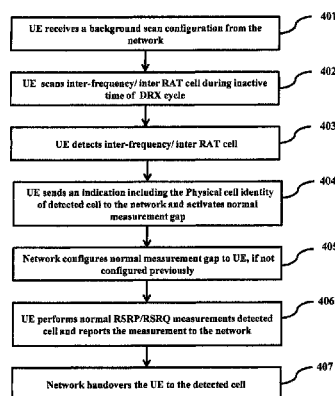 UE receives a background scan configuration from the
network
401
UE scans inter-frequency/ inter RAT cell during inactive
time of DRX cycle
402
UE detects inter-frequency/ inter RAT cell
403
UE sends an indication including the Physical cell identity
of detected cell to the network and activates normal
measurement gap
404
Network configures normal measurement gap to UE, if not
configured previously
405
UE performs normal RSRP/RSRQ measurements detected
cell and reports the measurement to the network
406
Network handovers the UE to the detected cell
407